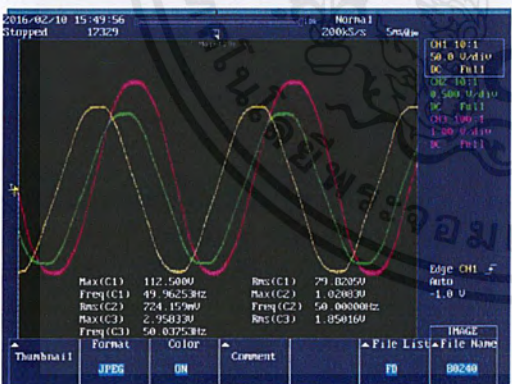 2016/02/10 15:49:56
Normal
Stopped 17329
200kS/s 5ms/div
CH1 10:1
50.0 V/div
DC Full
CH2 10:1
0.500 V/div
DC Full
CH3 100:1
1.00 V/div
DC Full
Edge CH1
Auto
-1.0 V
Max(C1) 112.500V Rms(C1) 79.8205V
Freq(C1) 49.96253Hz Max(C2) 1.02083V
Rms(C2) 724.159mV Freq(C2) 50.00000Hz
Max(C3) 2.95833V Rms(C3) 1.85016V
Freq(C3) 50.03753Hz
IMAGE
Thumbnail
Format
JPEG
Color
ON
Comment
File List
FD
File Name
80240